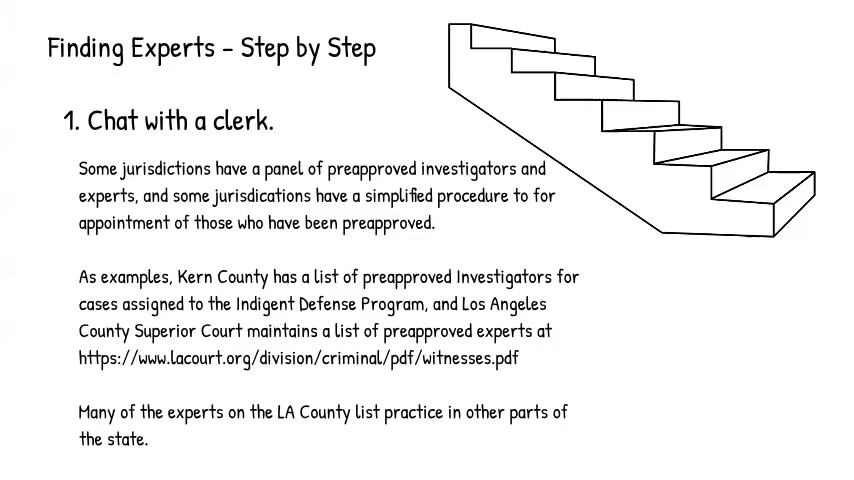 Finding Experts - Step by Step
1. Chat with a clerk.
Some jurisdictions have a panel of preapproved investigators and
experts, and some jurisdications have a simplified procedure to for
appointment of those who have been preapproved.
As examples, Kern County has a list of preapproved Investigators for
cases assigned to the Indigent Defense Program, and Los Angeles
County Superior Court maintains a list of preapproved experts at
https://www.lacourt.org/division/criminal/pdf/witnesses.pdf
Many of the experts on the LA County list practice in other parts of
the state.